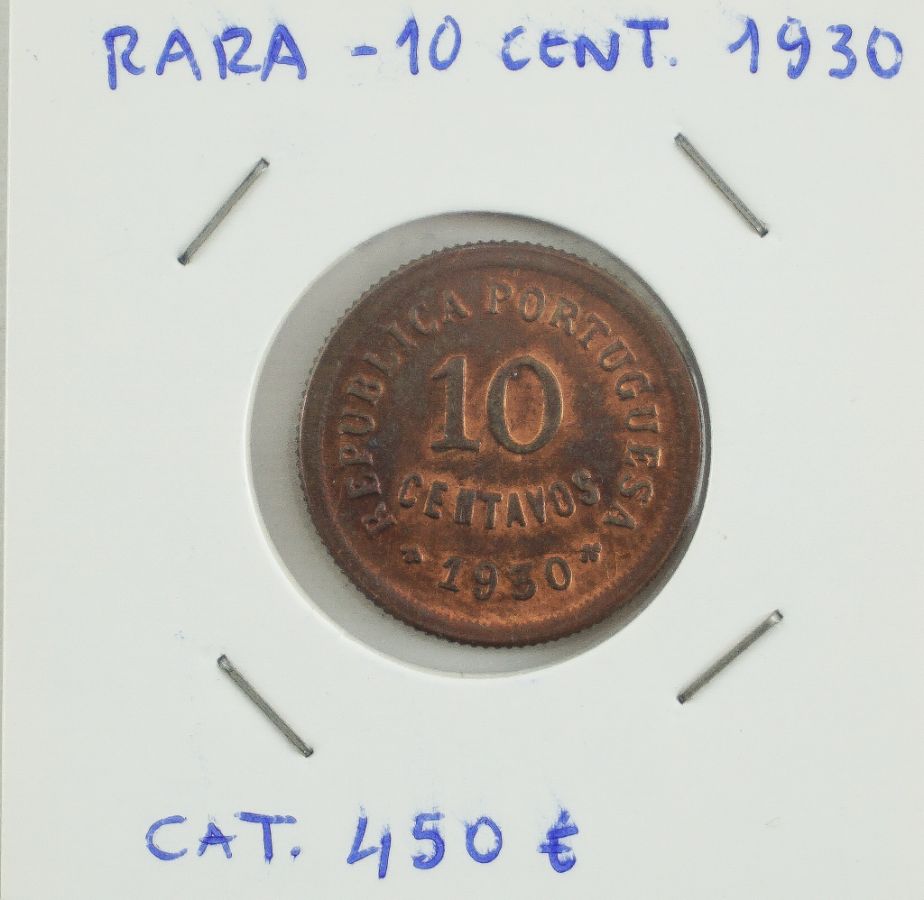 RARA - 10 CENT. 1930
REPUBLICA PORTUGUESA
10
CENTAVOS
* 1930 *
CAT. 450 €